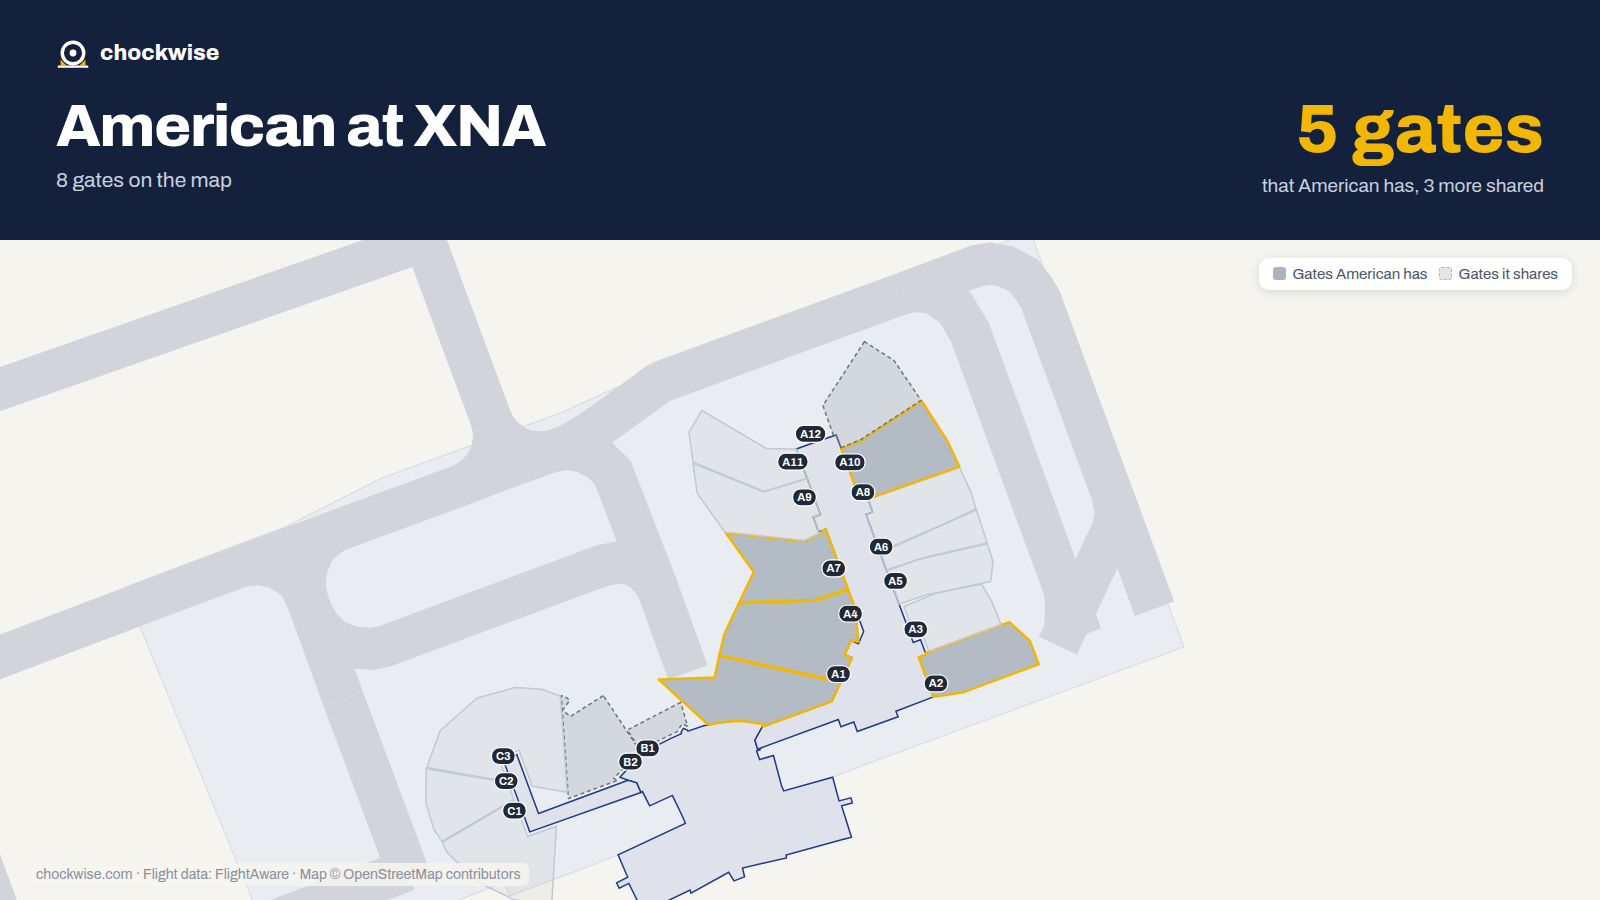 chockwise
American at XNA
8 gates on the map
5 gates
that American has, 3 more shared
Gates American has
Gates it shares
A12
A11
A10
A9
A8
A6
A7
A5
A4
A3
A1
A2
B1
B2
C3
C2
C1
chockwise.com · Flight data: FlightAware · Map © OpenStreetMap contributors